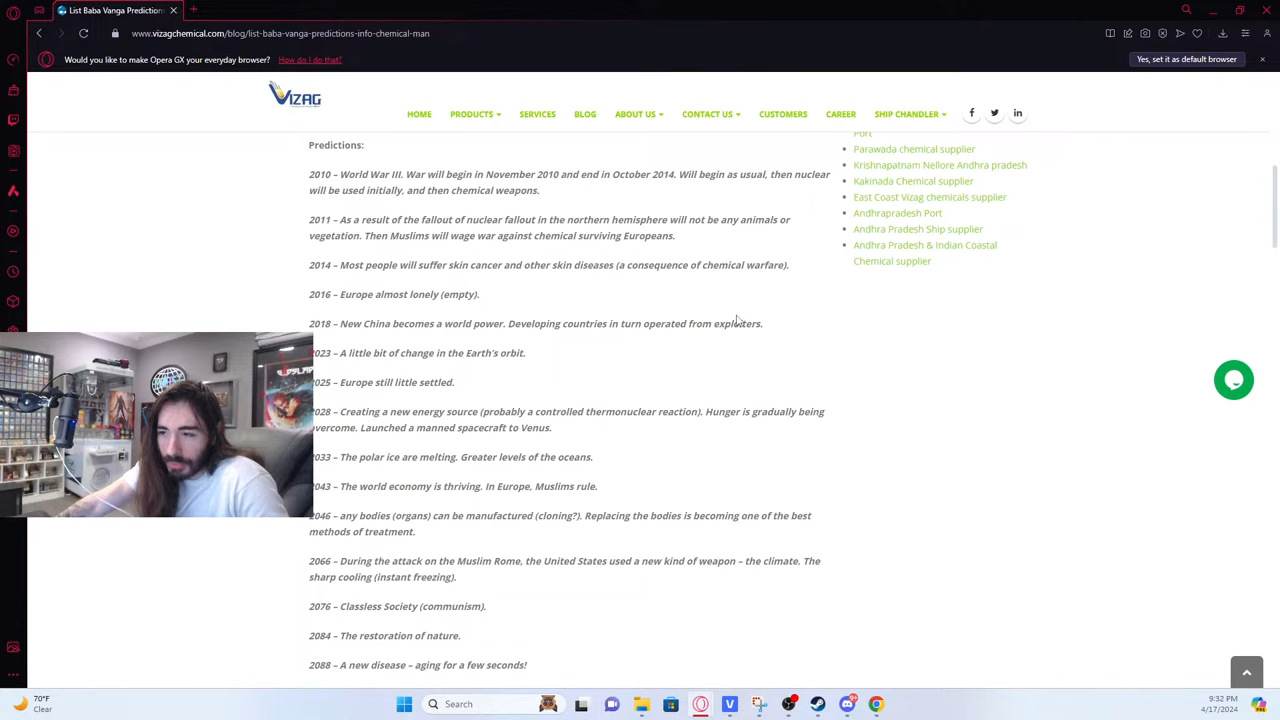 List Baba Vanga Prediction
www.vizagchemical.com/blog/list-baba-vanga-predictions-info-chemical-man
Would you like to make Opera GX your everyday browser? How do I do that?
Yes, set it as default browser
VIZAG
HOME PRODUCTS SERVICES BLOG ABOUT US CONTACT US CUSTOMERS CAREER SHIP CHANDLER
Predictions:
2010 – World War III. War will begin in November 2010 and end in October 2014. Will begin as usual, then nuclear
will be used initially, and then chemical weapons.
2011 – As a result of the fallout of nuclear fallout in the northern hemisphere will not be any animals or
vegetation. Then Muslims will wage war against chemical surviving Europeans.
2014 – Most people will suffer skin cancer and other skin diseases (a consequence of chemical warfare).
2016 – Europe almost lonely (empty).
2018 – New China becomes a world power. Developing countries in turn operated from exploiters.
2023 – A little bit of change in the Earth's orbit.
2025 – Europe still little settled.
2028 – Creating a new energy source (probably a controlled thermonuclear reaction). Hunger is gradually being
overcome. Launched a manned spacecraft to Venus.
2033 – The polar ice are melting. Greater levels of the oceans.
2043 – The world economy is thriving. In Europe, Muslims rule.
2046 – any bodies (organs) can be manufactured (cloning?). Replacing the bodies is becoming one of the best
methods of treatment.
2066 – During the attack on the Muslim Rome, the United States used a new kind of weapon – the climate. The
sharp cooling (instant freezing).
2076 – Classless Society (communism).
2084 – The restoration of nature.
2088 – A new disease – aging for a few seconds!
Port
Parawada chemical supplier
Krishnapatnam Nellore Andhra pradesh
Kakinada Chemical supplier
East Coast Vizag chemicals supplier
Andhrapradesh Port
Andhra Pradesh Ship supplier
Andhra Pradesh & Indian Coastal
Chemical supplier
70°F
Clear
Search
9+
9:32 PM
4/17/2024